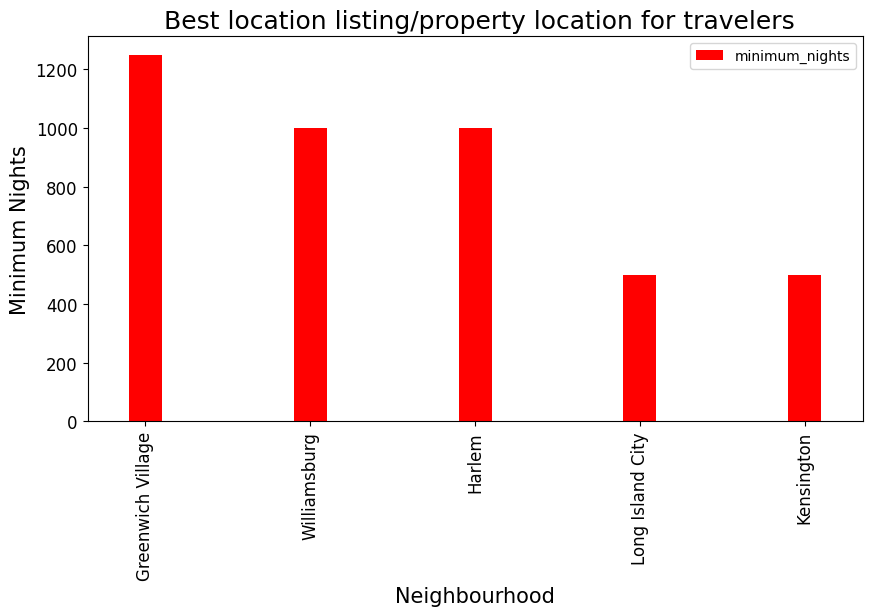 Best location listing/property location for travelers
minimum_nights
Minimum Nights
1200
1000
800
600
400
200
0
Greenwich Village
Williamsburg
Harlem
Long Island City
Kensington
Neighbourhood